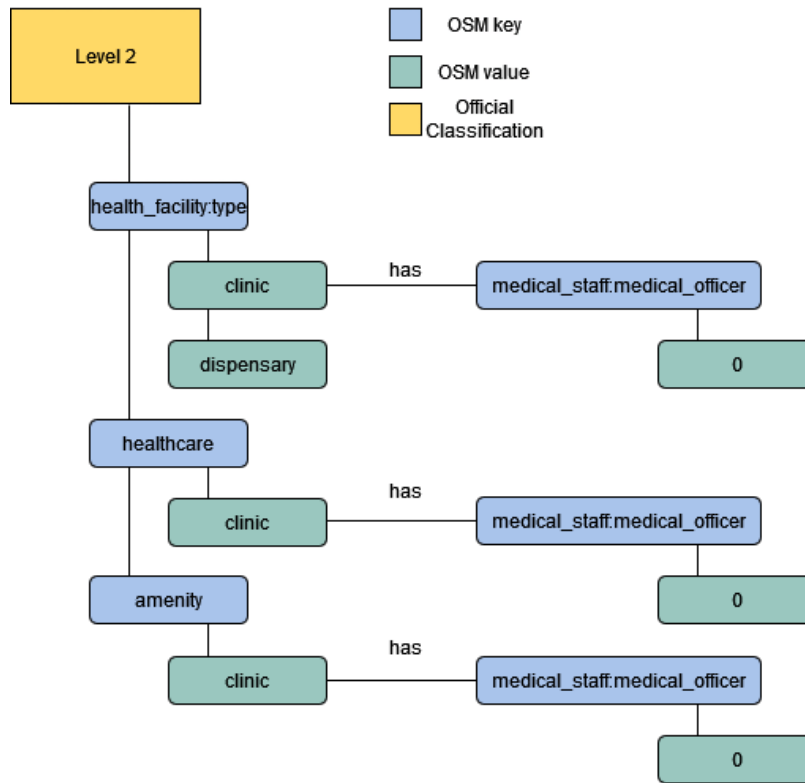 Level 2
OSM key
OSM value
Official
Classification
health_facility:type
clinic
has
medical_staff:medical_officer
dispensary
0
healthcare
clinic
has
medical_staff:medical_officer
0
amenity
clinic
has
medical_staff:medical_officer
0